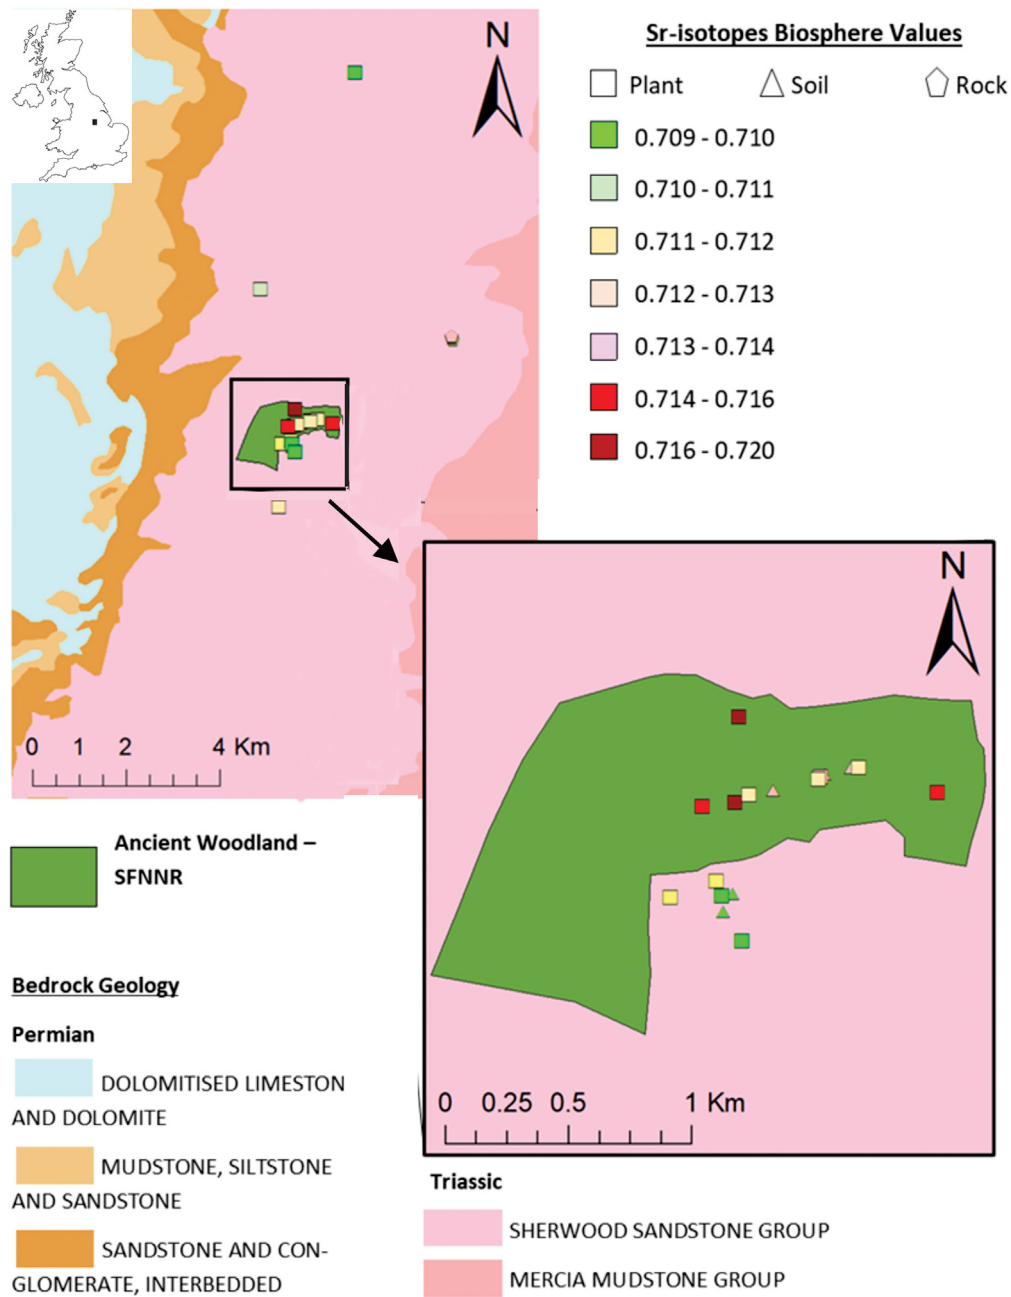 N
Sr-isotopes Biosphere Values
Plant Soil Rock
0.709 - 0.710
0.710 - 0.711
0.711 - 0.712
0.712 - 0.713
0.713 - 0.714
0.714 - 0.716
0.716 - 0.720
0 1 2 4 Km
N
0 0.25 0.5 1 Km
Ancient Woodland –
SFNNR
Bedrock Geology
Permian
DOLOMITISED LIMESTON
AND DOLOMITE
MUDSTONE, SILTSTONE
AND SANDSTONE
SANDSTONE AND CON-
GLOMERATE, INTERBEDDED
Triassic
SHERWOOD SANDSTONE GROUP
MERCIA MUDSTONE GROUP